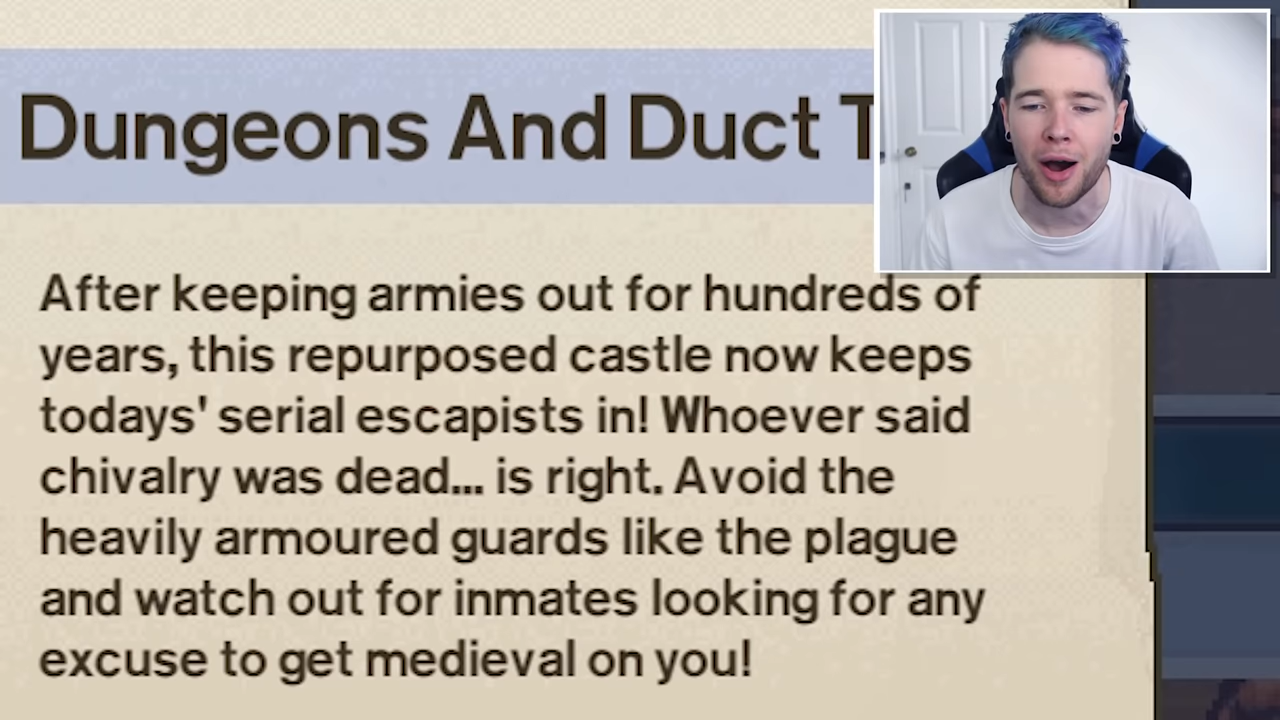 Dungeons And Duct T
After keeping armies out for hundreds of
years, this repurposed castle now keeps
todays' serial escapists in! Whoever said
chivalry was dead... is right. Avoid the
heavily armoured guards like the plague
and watch out for inmates looking for any
excuse to get medieval on you!